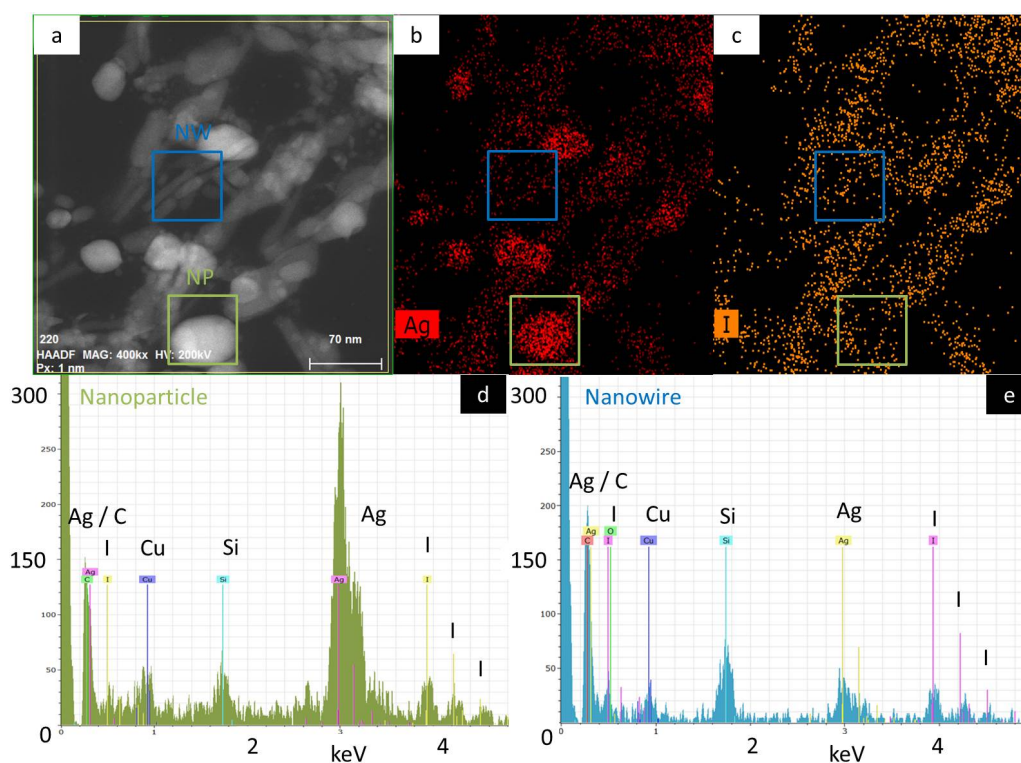 a
b
c
NW
NP
220
HAADF MAG: 400kx HV: 200kV
Px: 1 nm
70 nm
Ag
I
300
Nanoparticle
d
250
200
Ag / C
I
Cu
Si
Ag
I
I
I
150
Ag
C
I
Cu
Si
Ag
I
100
50
0
0
1
2
3
4
keV
300
Nanowire
e
250
200
Ag / C
I
Cu
Si
Ag
I
I
I
150
Ag
O
C
I
Cu
Si
Ag
I
100
50
0
0
1
2
3
4
keV